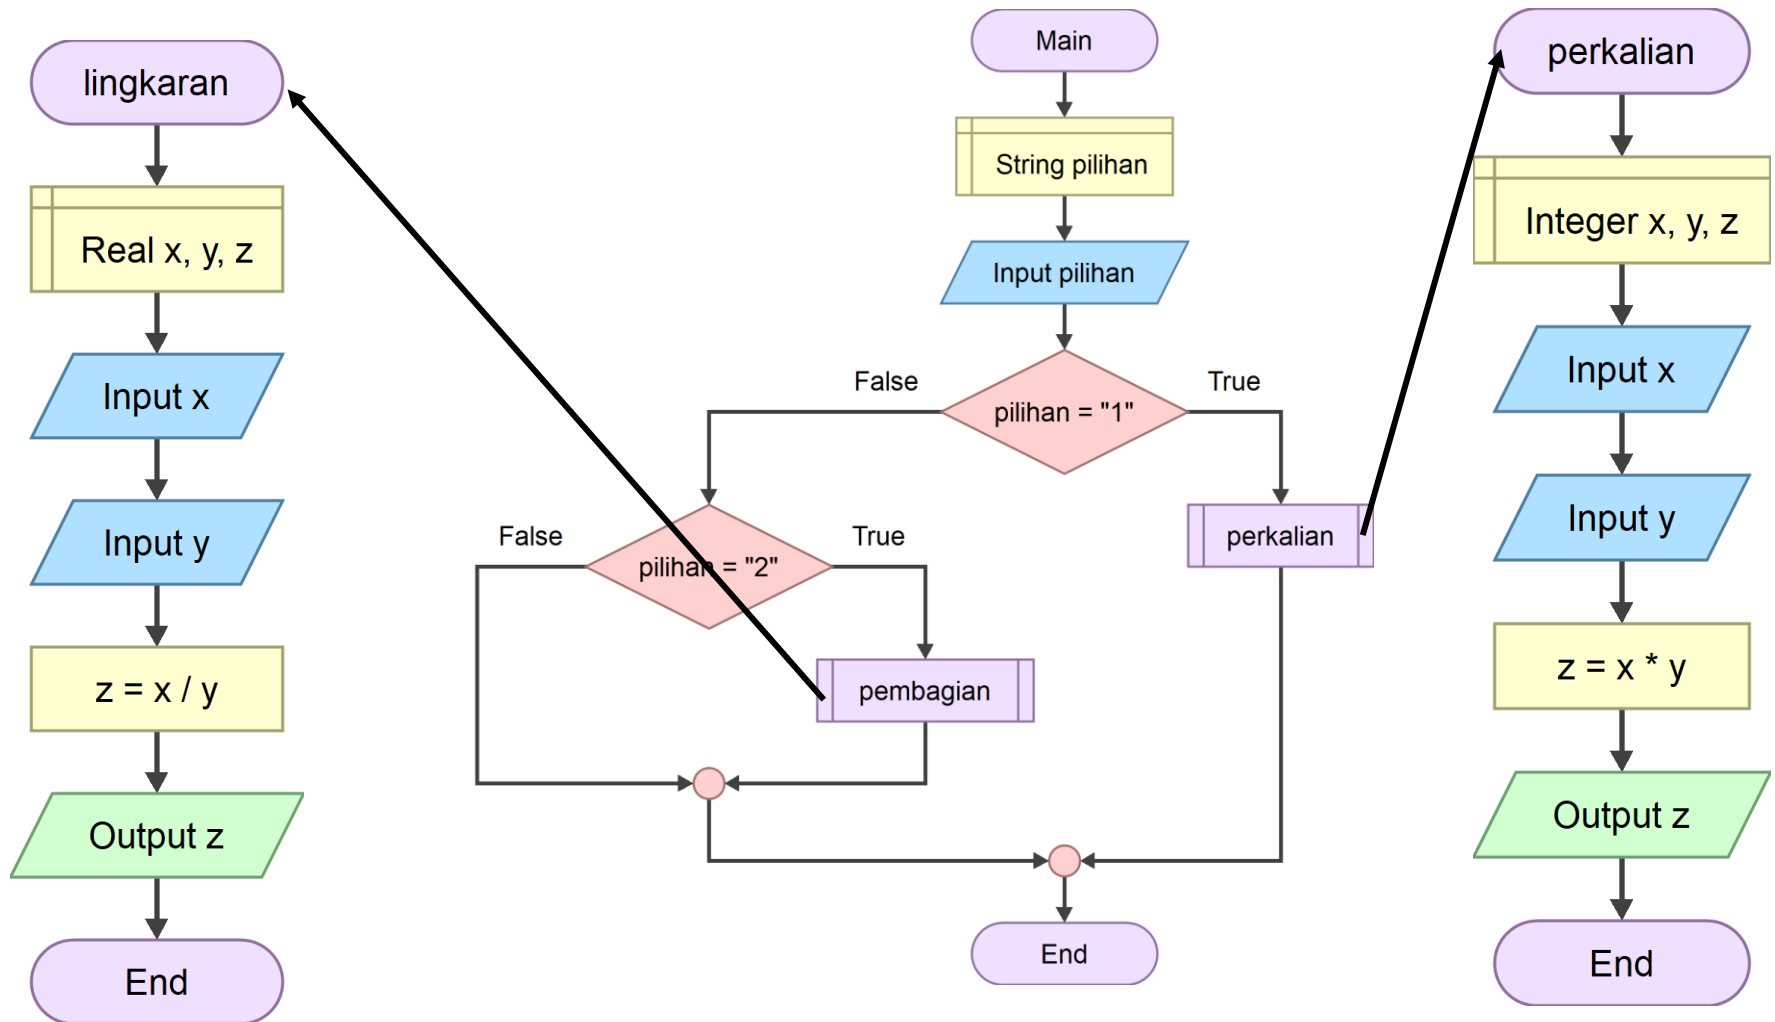 lingkaran
Real x, y, z
Input x
Input y
z = x / y
Output z
End
Main
String pilihan
Input pilihan
False
True
pilihan = "1"
False
True
pilihan = "2"
perkalian
pembagian
End
perkalian
Integer x, y, z
Input x
Input y
z = x * y
Output z
End